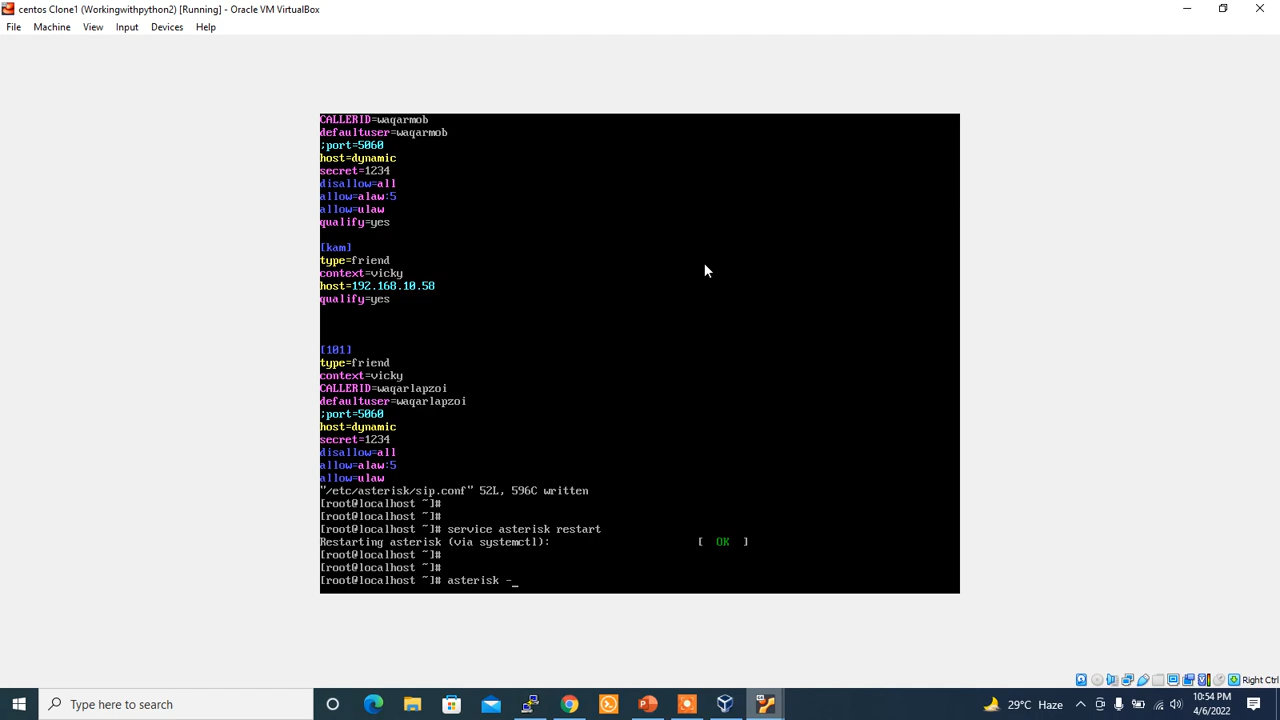 centos Clone1 (Workingwithpython2) [Running] - Oracle VM VirtualBox
File Machine View Input Devices Help
CALLERID=waqarmob
defaultuser=waqarmob
;port=5060
host=dynamic
secret=1234
disallow=all
allow=alaw:5
allow=ulaw
qualify=yes
[kam]
type=friend
context=vicky
host=192.168.10.58
qualify=yes
[101]
type=friend
context=vicky
CALLERID=waqarlapzoi
defaultuser=waqarlapzoi
;port=5060
host=dynamic
secret=1234
disallow=all
allow=alaw:5
allow=ulaw
"/etc/asterisk/sip.conf" 52L, 596C written
[root@localhost ~]#
[root@localhost ~]#
[root@localhost ~]# service asterisk restart
Restarting asterisk (via systemctl): [ OK ]
[root@localhost ~]#
[root@localhost ~]#
[root@localhost ~]# asterisk -_
Right Ctrl
Type here to search
29°C Haze
10:54 PM
4/6/2022